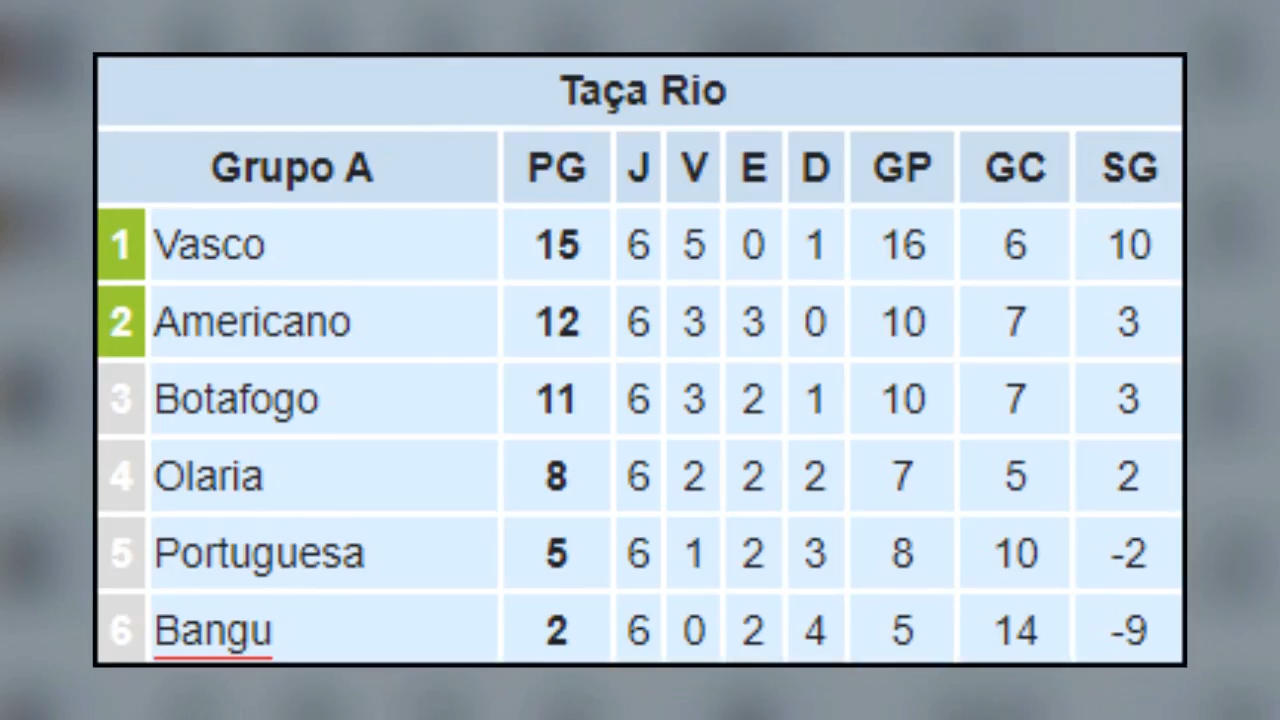 Taça Rio
Grupo A PG J V E D GP GC SG
1 Vasco 15 6 5 0 1 16 6 10
2 Americano 12 6 3 3 0 10 7 3
3 Botafogo 11 6 3 2 1 10 7 3
4 Olaria 8 6 2 2 2 7 5 2
5 Portuguesa 5 6 1 2 3 8 10 -2
6 Bangu 2 6 0 2 4 5 14 -9